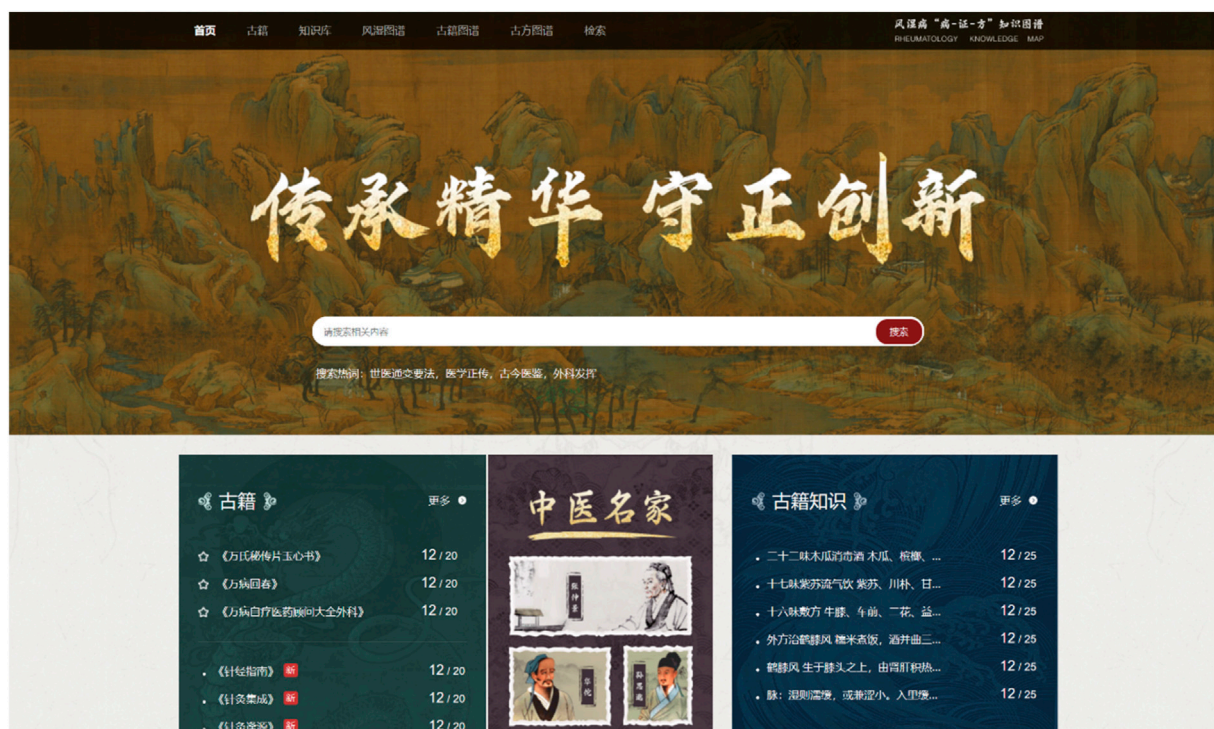 首页 古籍 知识库 风湿图谱 古籍图谱 古方图谱 检索
风湿病“病-证-方”知识图谱
RHEUMATOLOGY KNOWLEDGE MAP
传承精华 守正创新
请搜索相关内容 搜索
搜索热词：世医通变要法，医学正传，古今医鉴，外科发挥
古籍 更多
《万氏秘传片玉心书》 12 / 20
《万病回春》 12 / 20
《万病自疗医药顾问大全外科》 12 / 20
《针经指南》 新 12 / 20
《针灸集成》 新 12 / 20
《针灸 》 新 12 / 20
中医名家
张仲景
华佗
孙思邈
古籍知识 更多
二十二味木瓜消毒酒 木瓜、槟榔、... 12 / 25
十七味紫苏流气饮 紫苏、川朴、甘... 12 / 25
十六味敷方 牛膝、车前、二花、益... 12 / 25
外方治鹤膝风 糯米煮饭，酒并曲三... 12 / 25
鹤膝风 生于膝头之上，由肾肝积热... 12 / 25
脉：湿则濡缓，或兼涩小。入里缓... 12 / 25